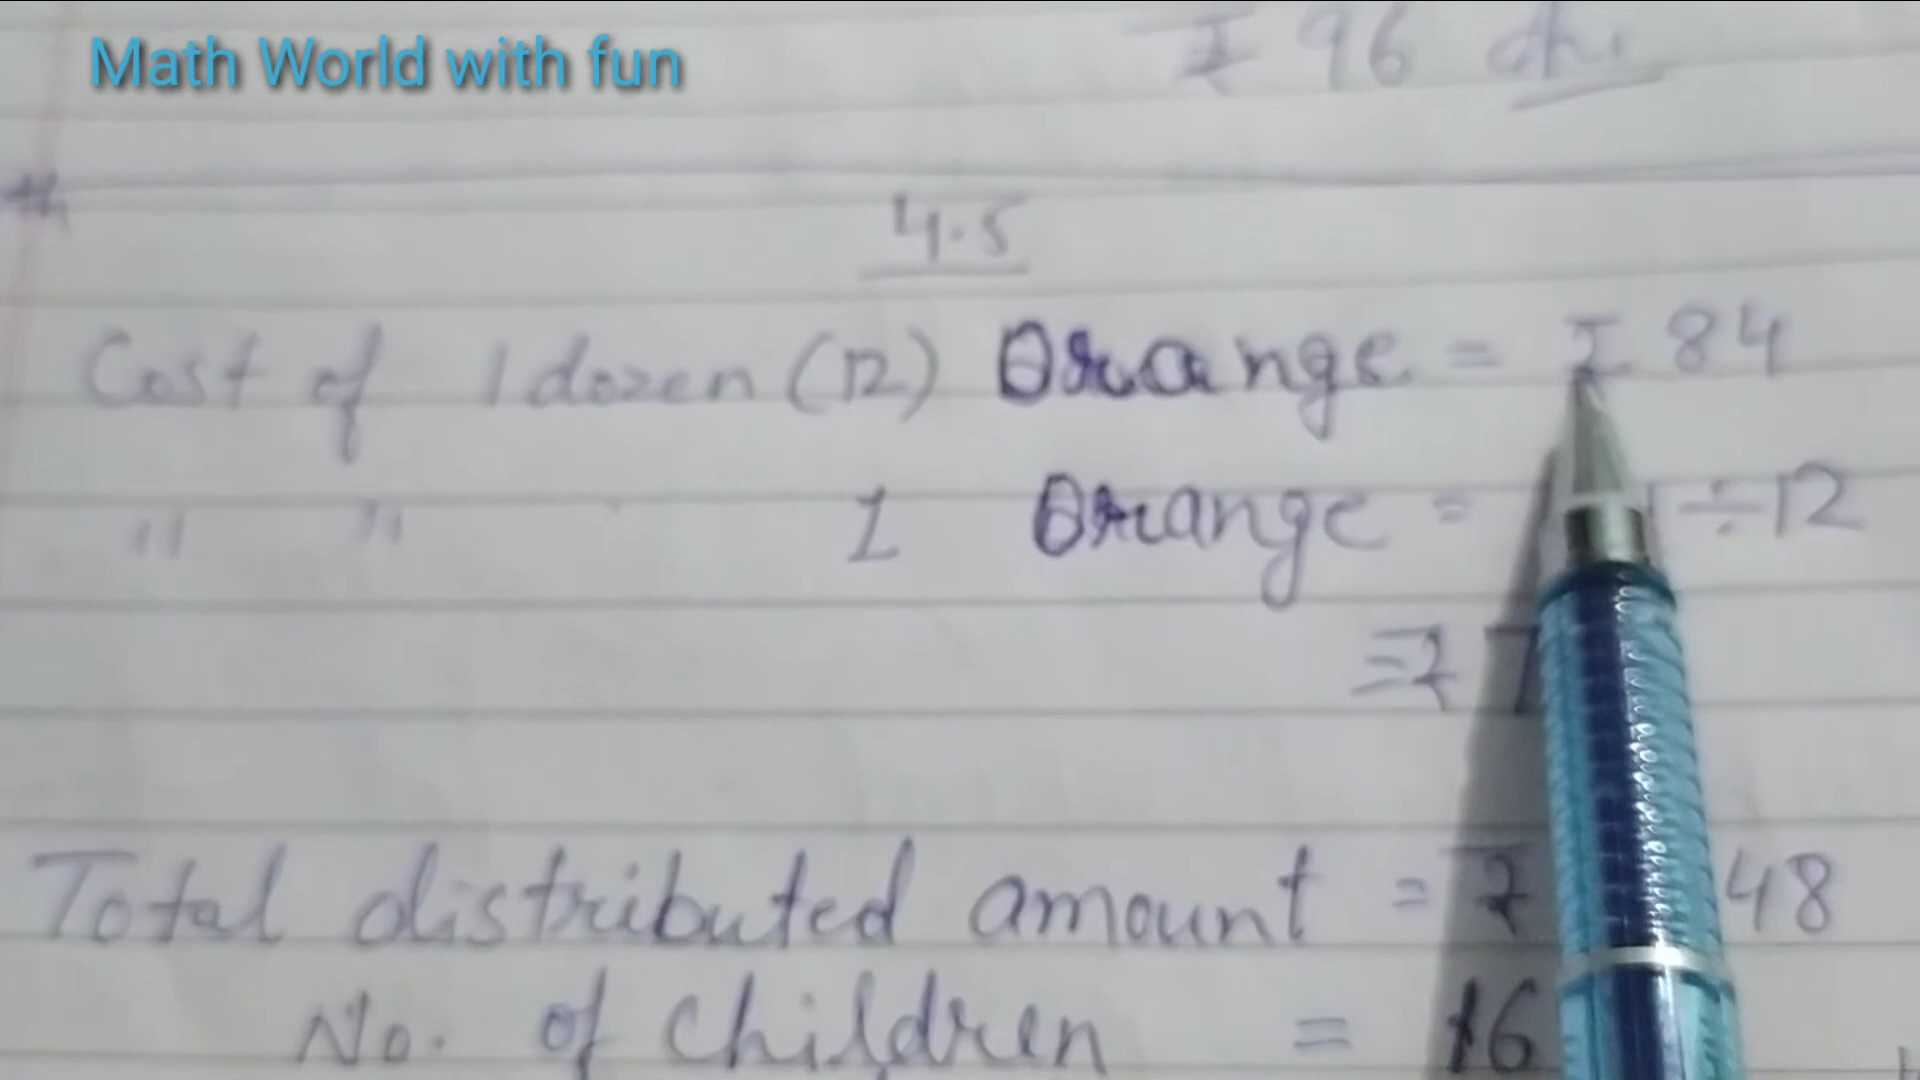 Math World with fun
₹ 96
4.5
Cost of 1 dozen (12) Orange = ₹ 84
" " 1 Orange = ÷12
=₹ 7
Total distributed amount = ₹ 48
No. of children = 16